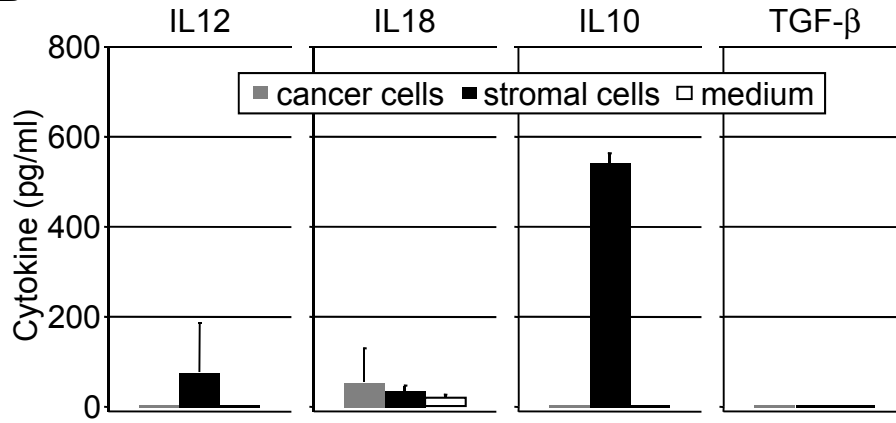 IL12 IL18 IL10 TGF-β
800
cancer cells stromal cells medium
600
400
200
0
Cytokine (pg/ml)